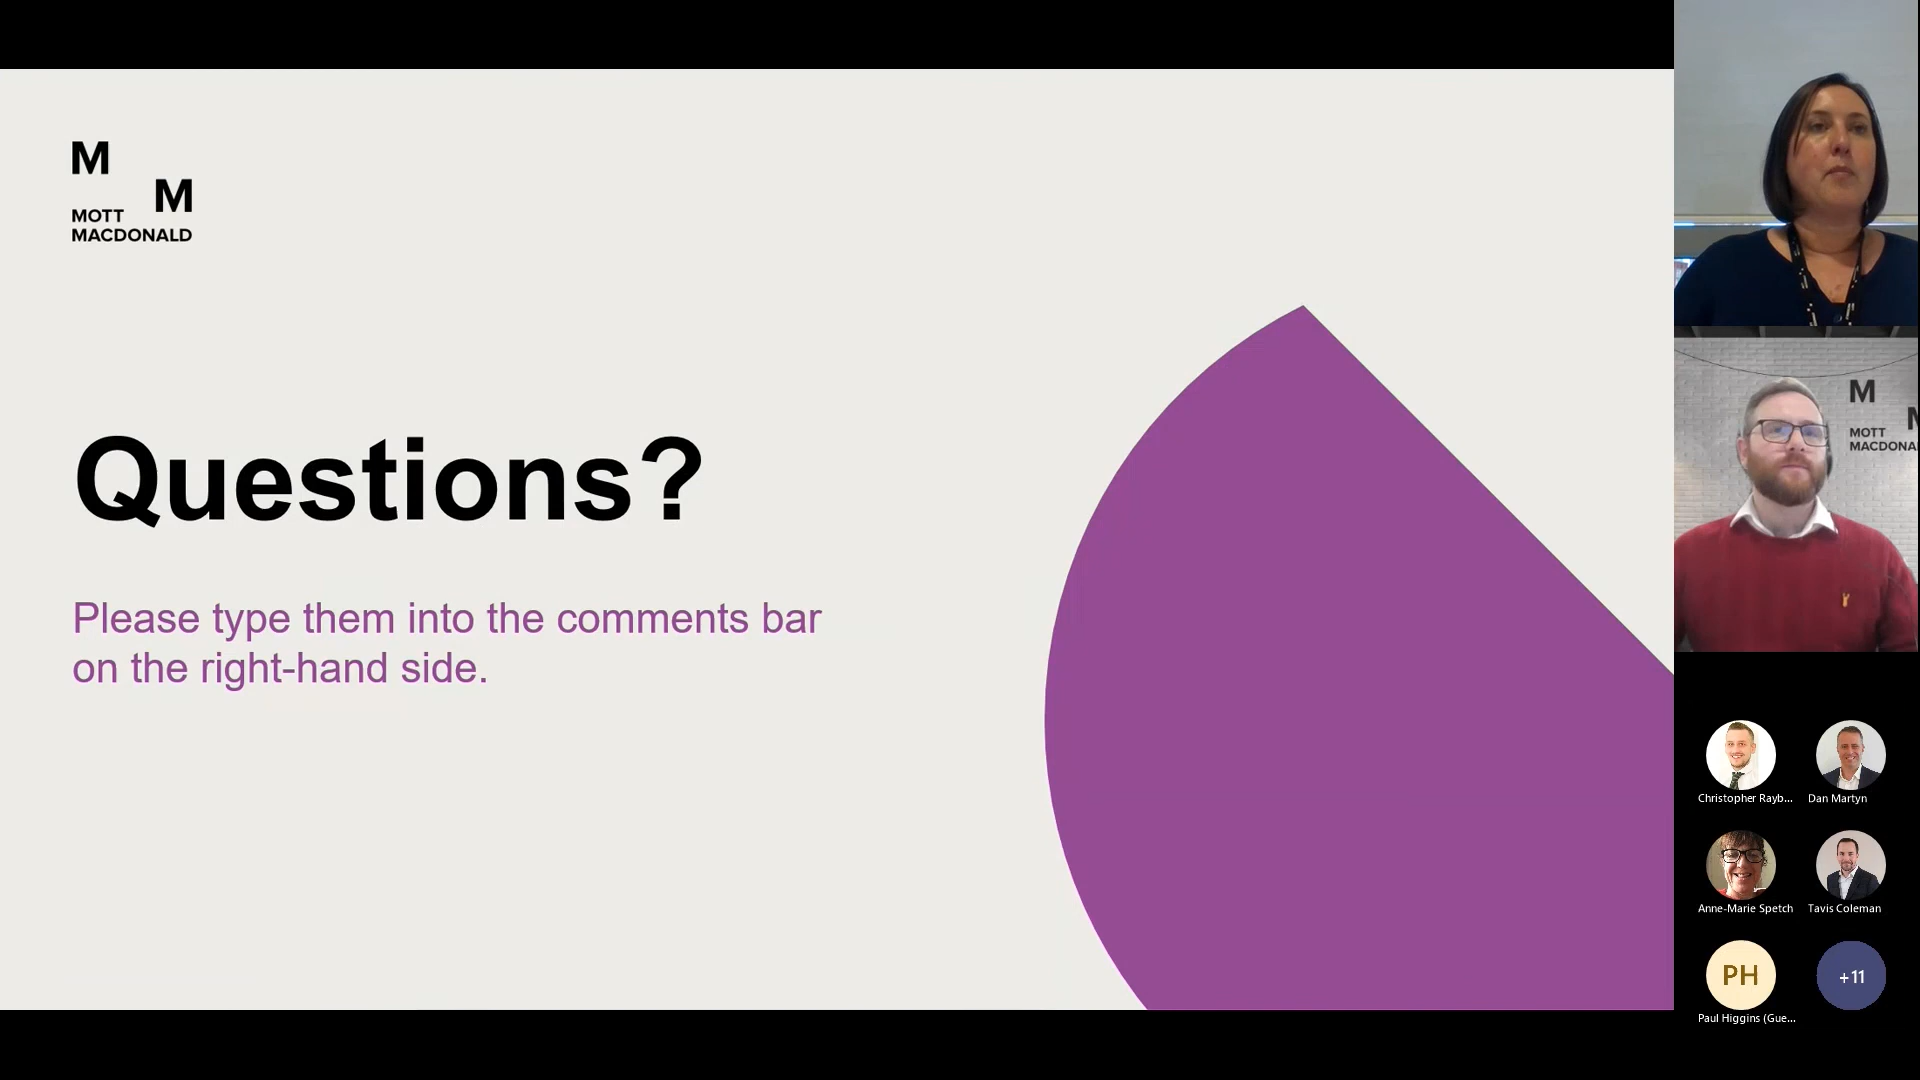 M
M
MOTT
MACDONALD
Questions?
Please type them into the comments bar
on the right-hand side.
M
MOTT
MACDONA
Christopher Rayb...
Dan Martyn
Anne-Marie Spetch
Tavis Coleman
PH
+11
Paul Higgins (Gue...